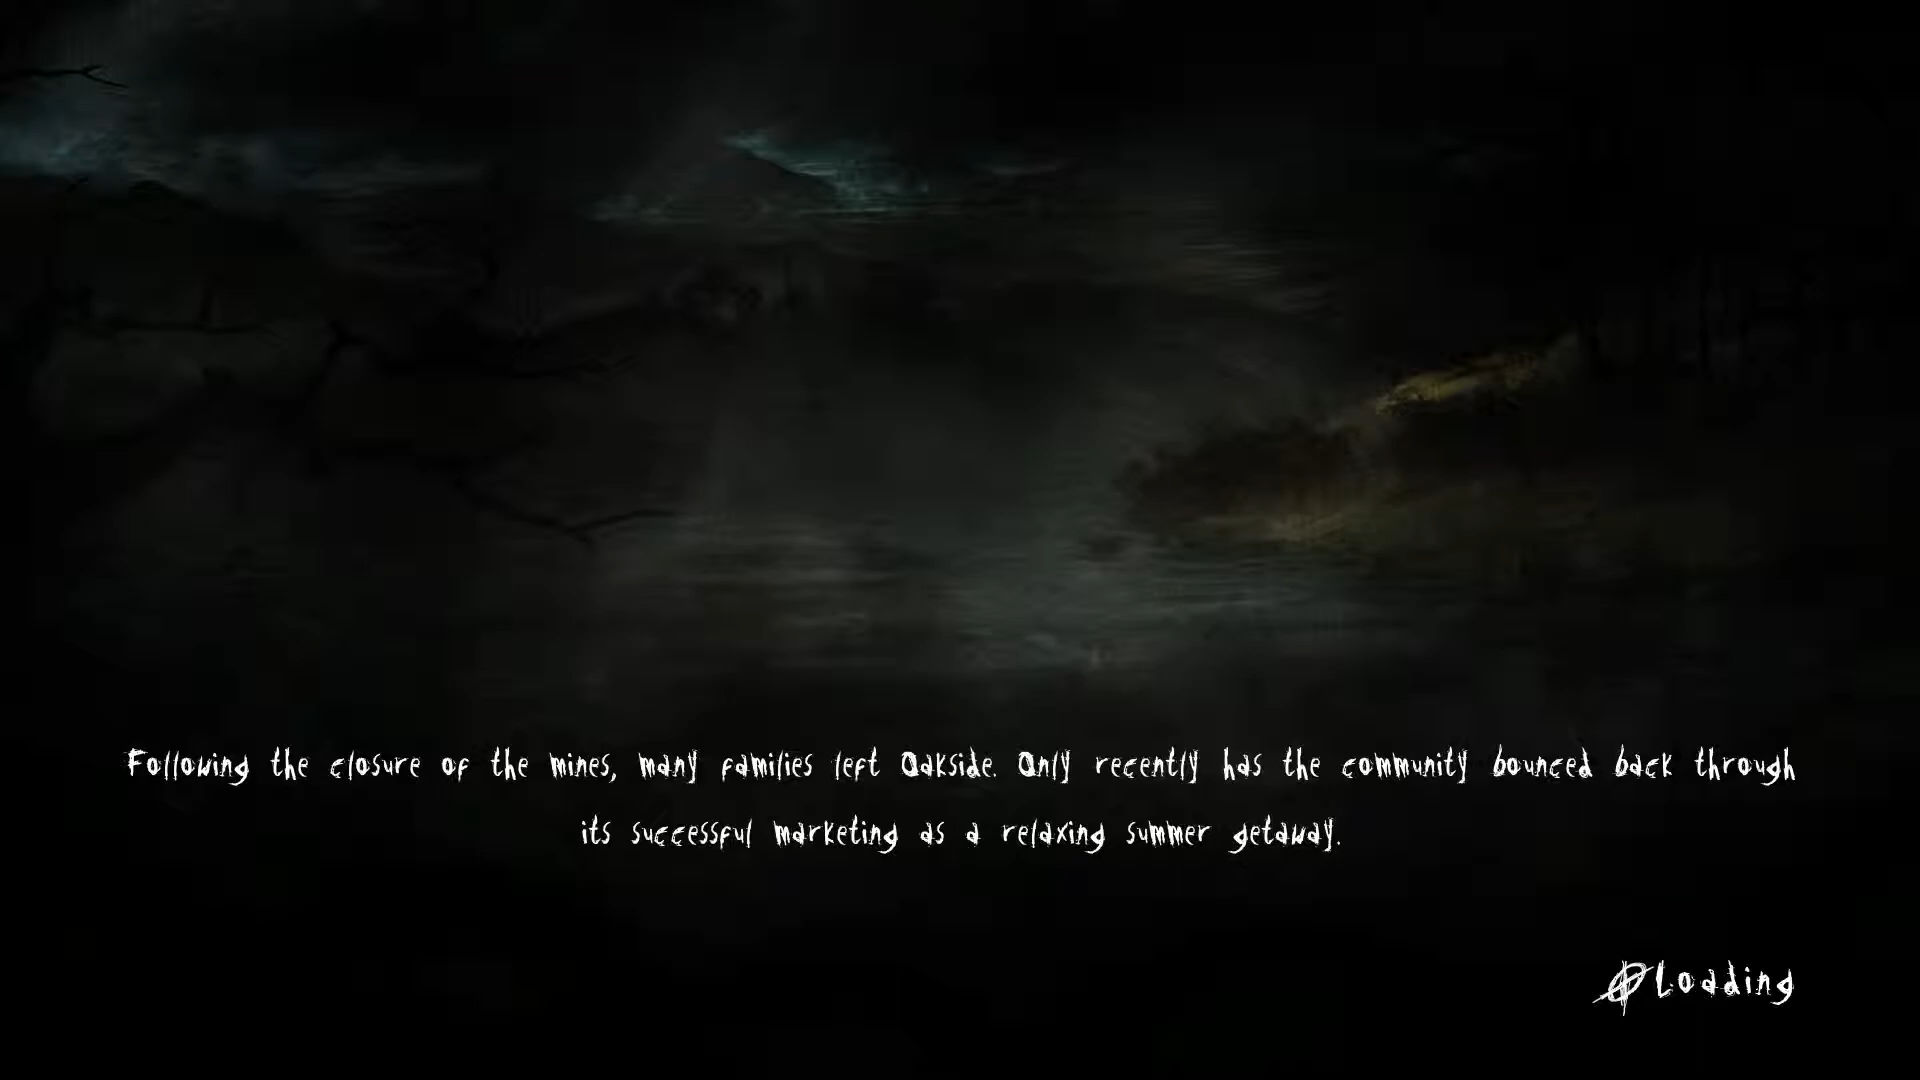 Following the closure of the mines, many families left Oakside. Only recently has the community bounced back through
its successful marketing as a relaxing summer getaway.
Loading